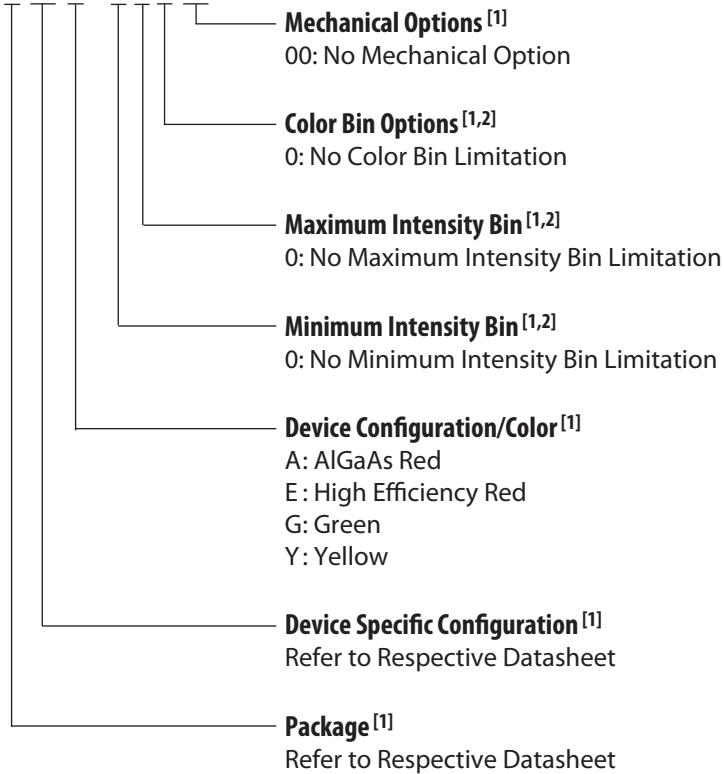 Mechanical Options [1]
00: No Mechanical Option
Color Bin Options [1,2]
0: No Color Bin Limitation
Maximum Intensity Bin [1,2]
0: No Maximum Intensity Bin Limitation
Minimum Intensity Bin [1,2]
0: No Minimum Intensity Bin Limitation
Device Configuration/Color [1]
A: AlGaAs Red
E : High Efficiency Red
G: Green
Y : Yellow
Device Specific Configuration [1]
Refer to Respective Datasheet
Package [1]
Refer to Respective Datasheet